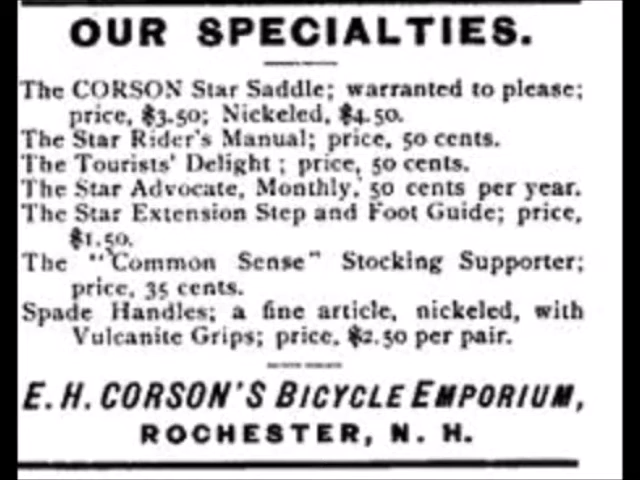 OUR SPECIALTIES.
The CORSON Star Saddle; warranted to please;
price, $3.50; Nickeled, $4.50.
The Star Rider's Manual; price, 50 cents.
The Tourists' Delight; price, 50 cents.
The Star Advocate, Monthly, 50 cents per year.
The Star Extension Step and Foot Guide; price,
$1.50.
The "Common Sense" Stocking Supporter;
price, 35 cents.
Spade Handles; a fine article, nickeled, with
Vulcanite Grips; price, $2.50 per pair.
E. H. CORSON'S BICYCLE EMPORIUM,
ROCHESTER, N. H.